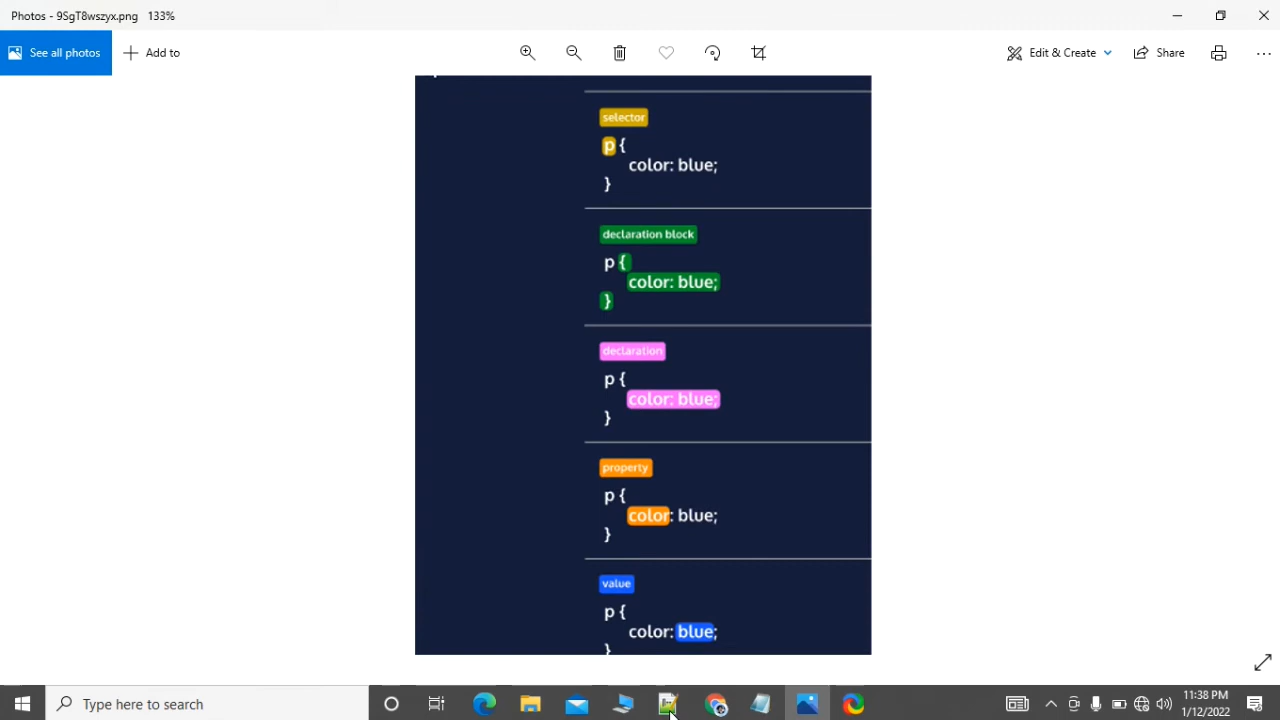 Photos - 9SgT8wszyx.png 133%
See all photos
Add to
Edit & Create
Share
selector
p {
color: blue;
}
declaration block
p {
color: blue;
}
declaration
p {
color: blue;
}
property
p {
color: blue;
}
value
p {
color: blue;
}
Type here to search
11:38 PM
1/12/2022